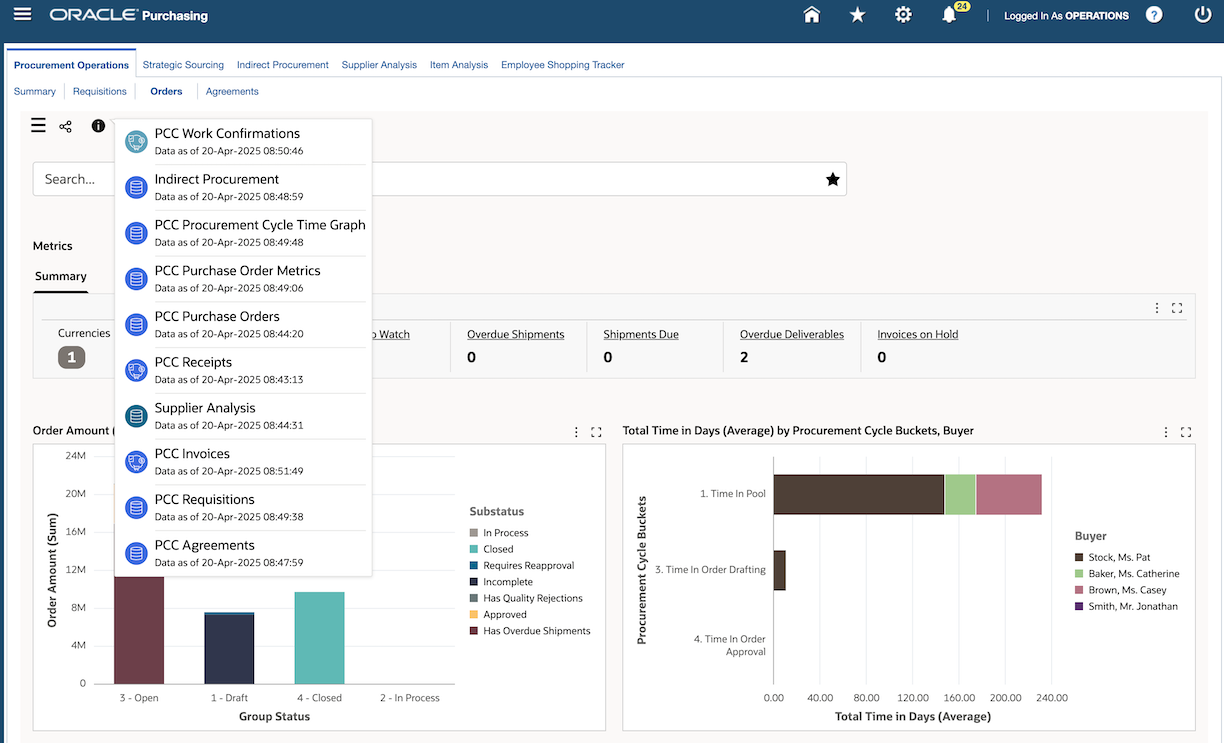 ORACLE Purchasing
24
Logged In As OPERATIONS
?
Procurement Operations
Strategic Sourcing
Indirect Procurement
Supplier Analysis
Item Analysis
Employee Shopping Tracker
Summary
Requisitions
Orders
Agreements
PCC Work Confirmations
Data as of 20-Apr-2025 08:50:46
Indirect Procurement
Data as of 20-Apr-2025 08:48:59
PCC Procurement Cycle Time Graph
Data as of 20-Apr-2025 08:49:48
PCC Purchase Order Metrics
Data as of 20-Apr-2025 08:49:06
PCC Purchase Orders
Data as of 20-Apr-2025 08:44:20
PCC Receipts
Data as of 20-Apr-2025 08:43:13
Supplier Analysis
Data as of 20-Apr-2025 08:44:31
PCC Invoices
Data as of 20-Apr-2025 08:51:49
PCC Requisitions
Data as of 20-Apr-2025 08:49:38
PCC Agreements
Data as of 20-Apr-2025 08:47:59
Search...
Metrics
Summary
Currencies
1
o Watch
Overdue Shipments
0
Shipments Due
0
Overdue Deliverables
2
Invoices on Hold
0
Order Amount (
24M
20M
16M
12M
8M
4M
0
Order Amount (Sum)
3 - Open
1 - Draft
4 - Closed
2 - In Process
Group Status
Substatus
In Process
Closed
Requires Reapproval
Incomplete
Has Quality Rejections
Approved
Has Overdue Shipments
Total Time in Days (Average) by Procurement Cycle Buckets, Buyer
Procurement Cycle Buckets
1. Time In Pool
3. Time In Order Drafting
4. Time In Order
Approval
0.00
40.00
80.00
120.00
160.00
200.00
240.00
Total Time in Days (Average)
Buyer
Stock, Ms. Pat
Baker, Ms. Catherine
Brown, Ms. Casey
Smith, Mr. Jonathan